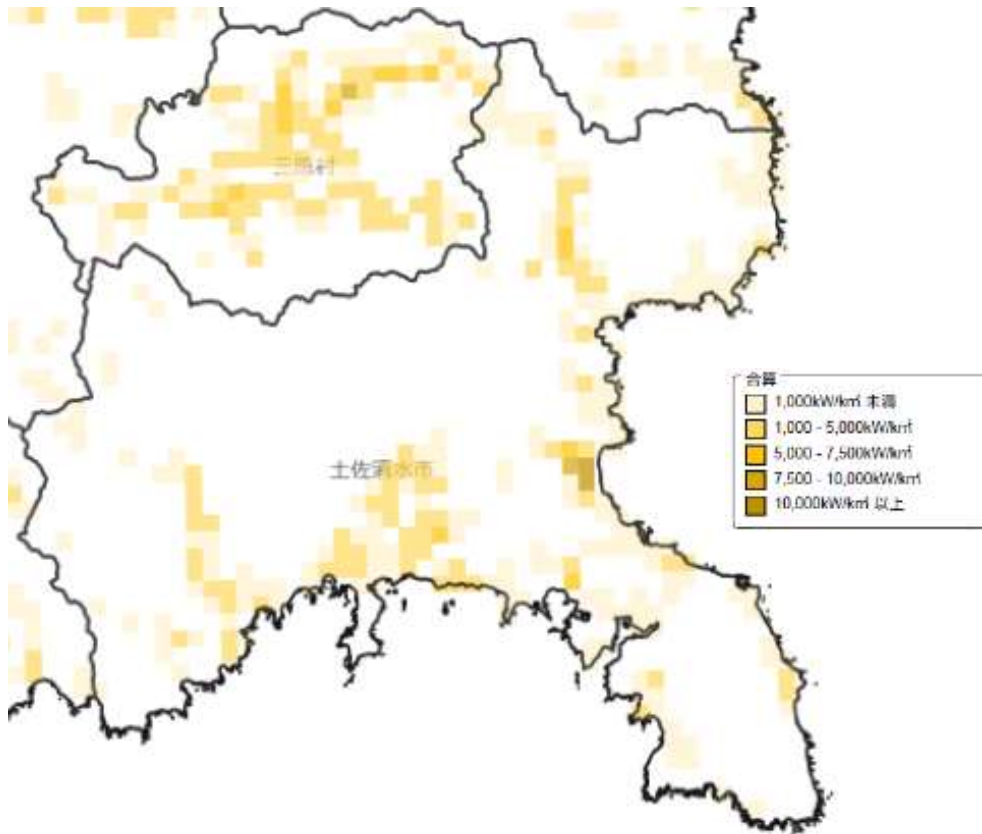 三原村
土佐清水市
合算
1,000kW/km² 未満
1,000 - 5,000kW/km²
5,000 - 7,500kW/km²
7,500 - 10,000kW/km²
10,000kW/km² 以上